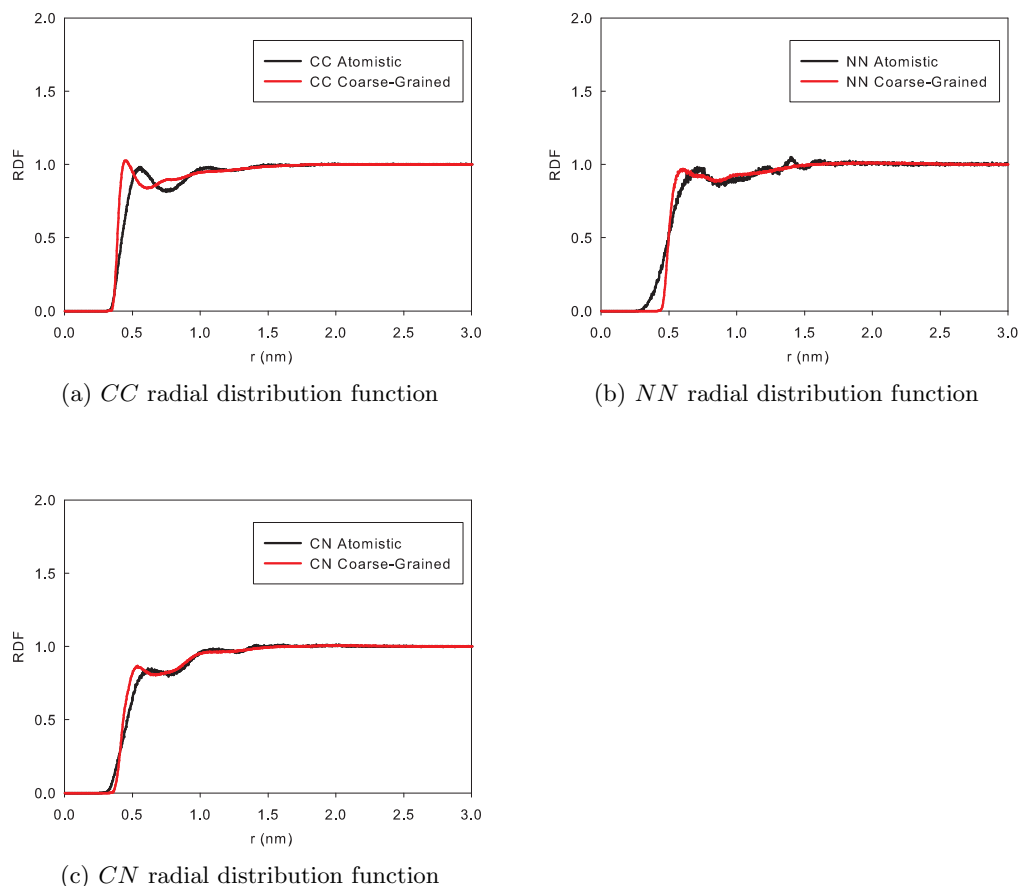 2.0
1.5
1.0
0.5
0.0
RDF
CC Atomistic
CC Coarse-Grained
0.0 0.5 1.0 1.5 2.0 2.5 3.0
r (nm)
(a) CC radial distribution function
2.0
1.5
1.0
0.5
0.0
RDF
NN Atomistic
NN Coarse-Grained
0.0 0.5 1.0 1.5 2.0 2.5 3.0
r (nm)
(b) NN radial distribution function
2.0
1.5
1.0
0.5
0.0
RDF
CN Atomistic
CN Coarse-Grained
0.0 0.5 1.0 1.5 2.0 2.5 3.0
r (nm)
(c) CN radial distribution function